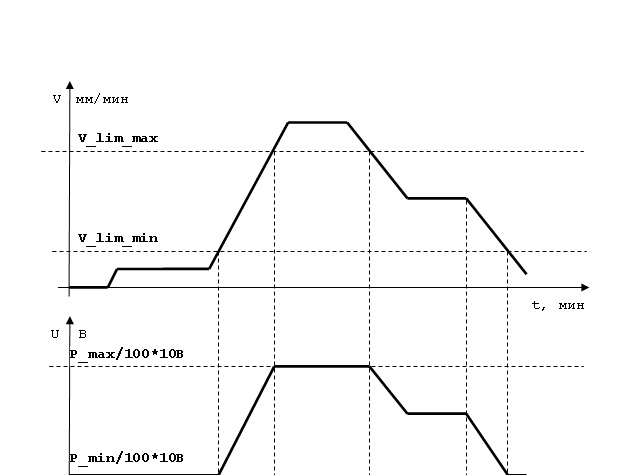 V мм/мин
V_lim_max
V_lim_min
t, мин
U В
P_max/100*10В
P_min/100*10В